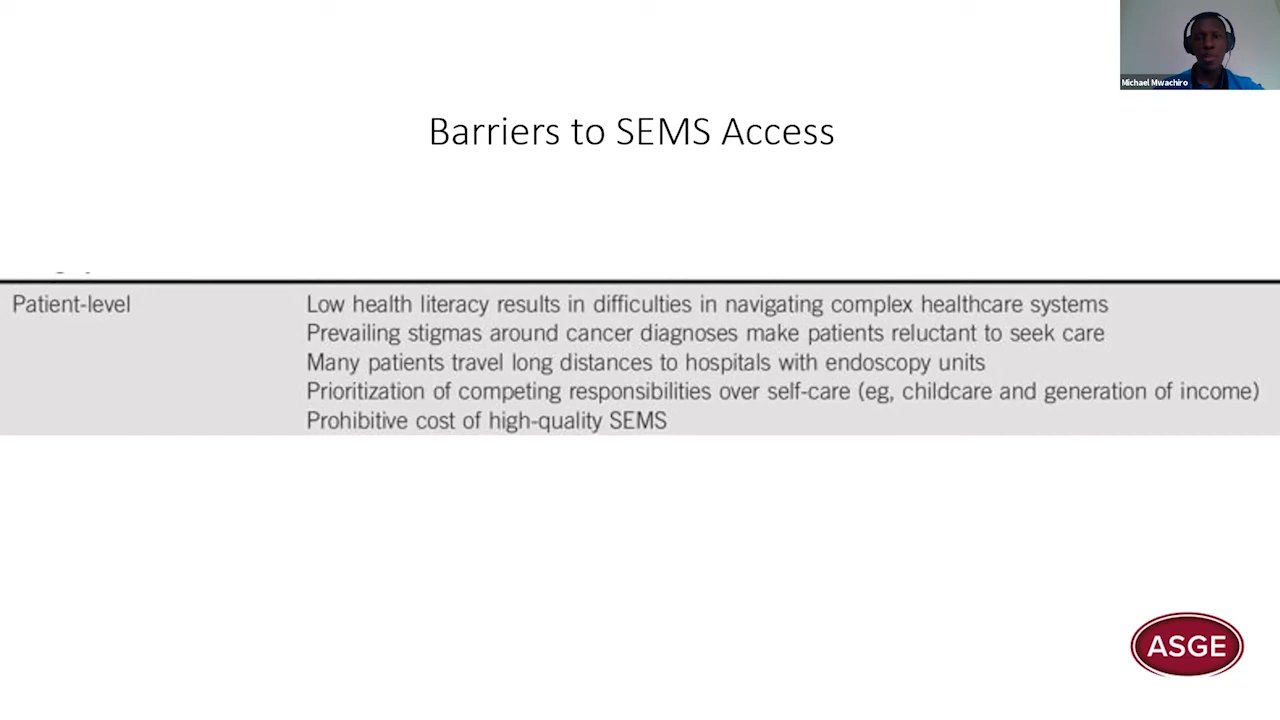 Michael Mwachiro
Barriers to SEMS Access
Patient-level
Low health literacy results in difficulties in navigating complex healthcare systems
Prevailing stigmas around cancer diagnoses make patients reluctant to seek care
Many patients travel long distances to hospitals with endoscopy units
Prioritization of competing responsibilities over self-care (eg, childcare and generation of income)
Prohibitive cost of high-quality SEMS
ASGE